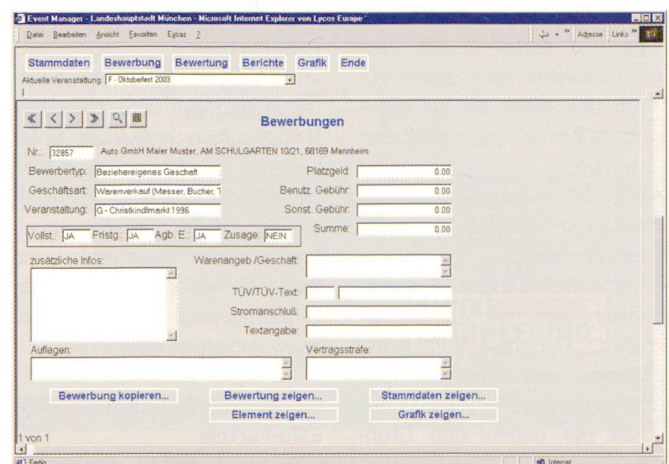 Event Manager - Landeshauptstadt München - Microsoft Internet Explorer von Lycos Europe
Datei Bearbeiten Ansicht Favoriten Extras ?
Adresse Links »
Stammdaten Bewerbung Bewertung Berichte Grafik Ende
Aktuelle Veranstaltung: F - Oktoberfest 2003
Bewerbungen
Nr.: 32857 Auto GmbH Maier Muster, AM SCHULGARTEN 10/21, 68169 Mannheim
Bewerbertyp: Beziehereigenes Geschäft Platzgeld: 0.00
Geschäftsart: Warenverkauf (Messer, Bucher, T Benutz. Gebühr: 0.00
Veranstaltung: G - Christkindlmarkt 1996 Sonst. Gebühr: 0.00
Vollst.: JA Fristg.: JA Agb. E.: JA Zusage: NEIN Summe: 0.00
zusätzliche Infos: Warenangeb./Geschäft:
TÜV/TÜV-Text:
Stromanschluß:
Textangabe:
Auflagen: Vertragsstrafe:
Bewerbung kopieren... Bewertung zeigen... Stammdaten zeigen...
Element zeigen... Grafik zeigen...
1 von 1
Fertig Internet